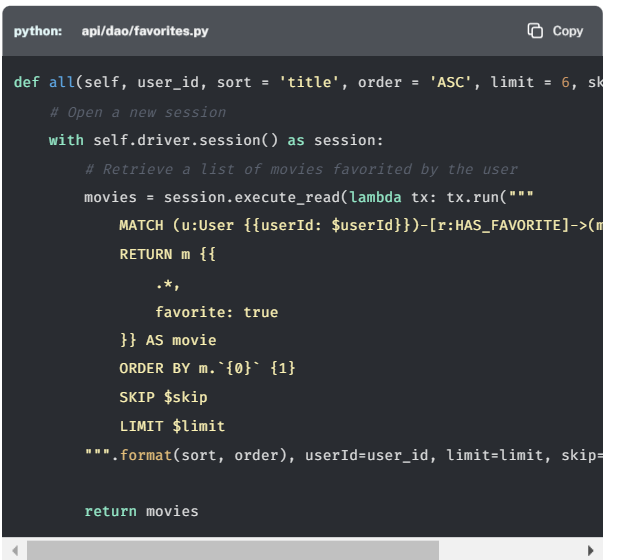 python: api/dao/favorites.py Copy
def all(self, user_id, sort = 'title', order = 'ASC', limit = 6, sk
    # Open a new session
    with self.driver.session() as session:
        # Retrieve a list of movies favorited by the user
        movies = session.execute_read(lambda tx: tx.run("""
            MATCH (u:User {{userId: $userId}})-[r:HAS_FAVORITE]->(m
            RETURN m {{
                .*,
                favorite: true
            }} AS movie
            ORDER BY m.`{0}` {1}
            SKIP $skip
            LIMIT $limit
        """.format(sort, order), userId=user_id, limit=limit, skip=
        return movies